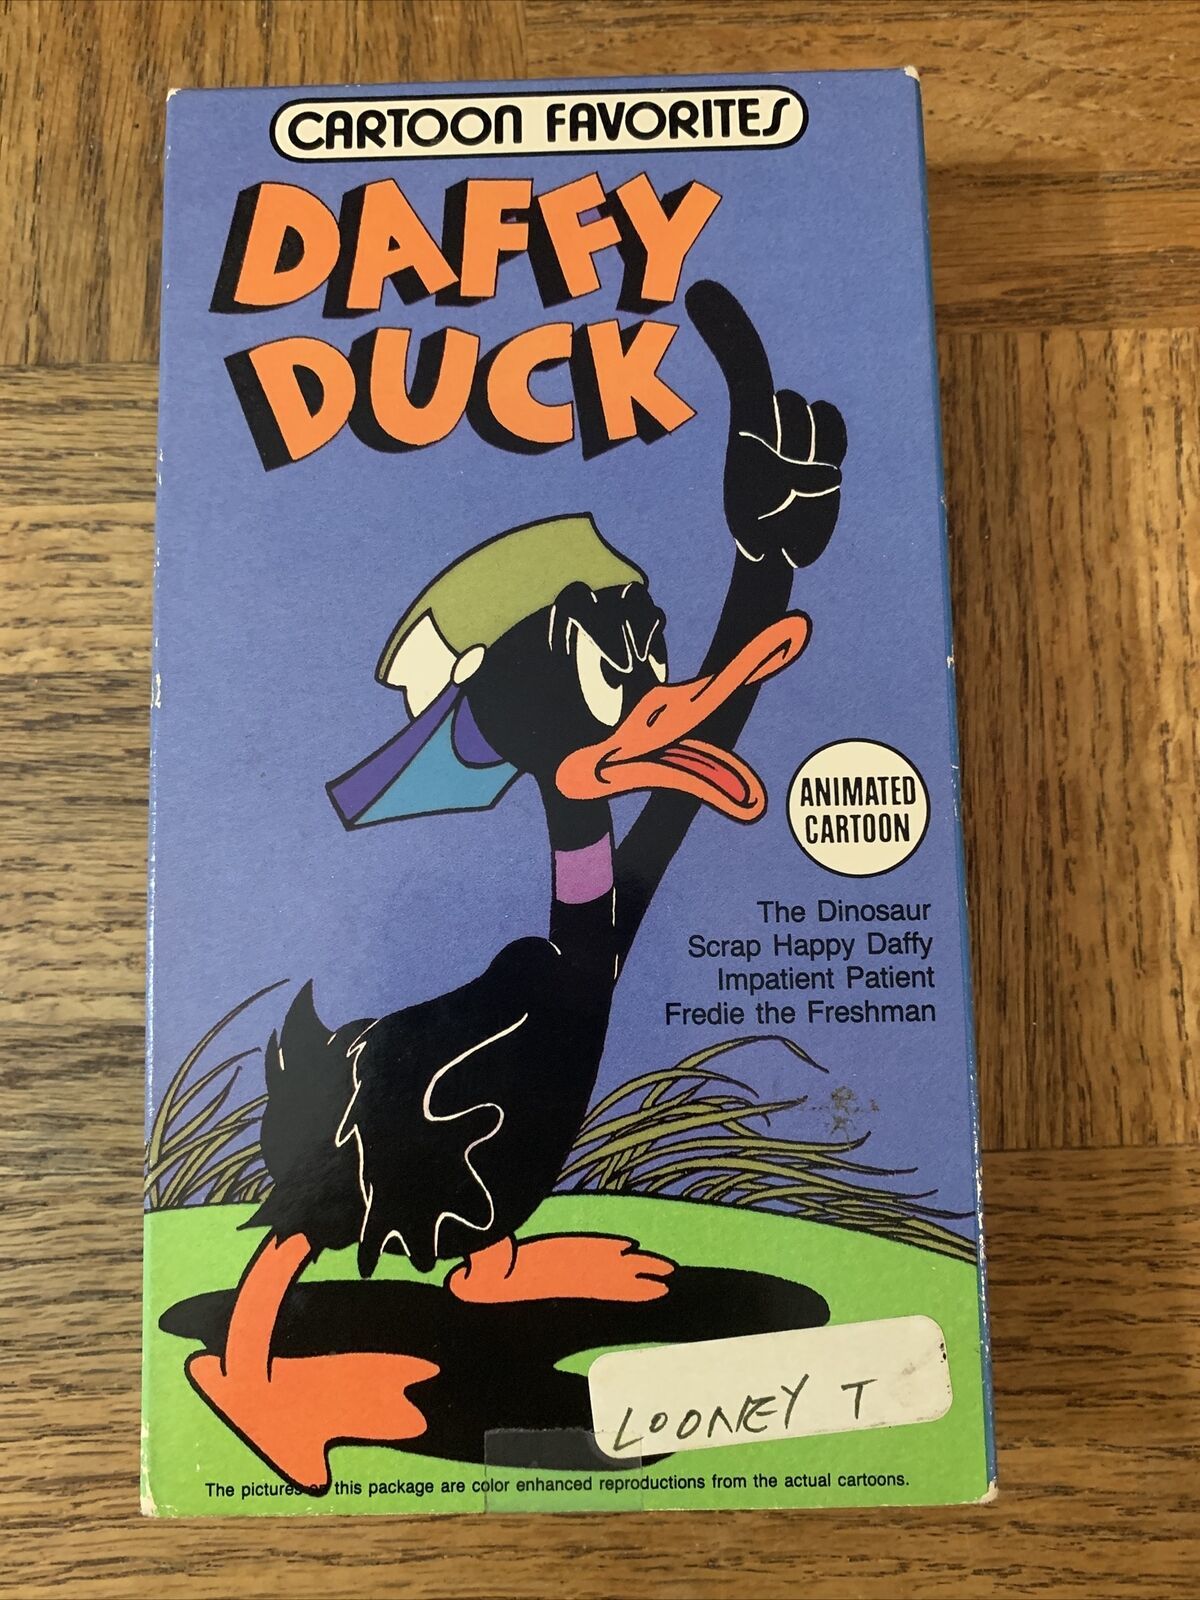 CARTOON FAVORITES
DAFFY
DUCK
ANIMATED
CARTOON
The Dinosaur
Scrap Happy Daffy
Impatient Patient
Fredie the Freshman
LOONEY T
The pictures on this package are color enhanced reproductions from the actual cartoons.